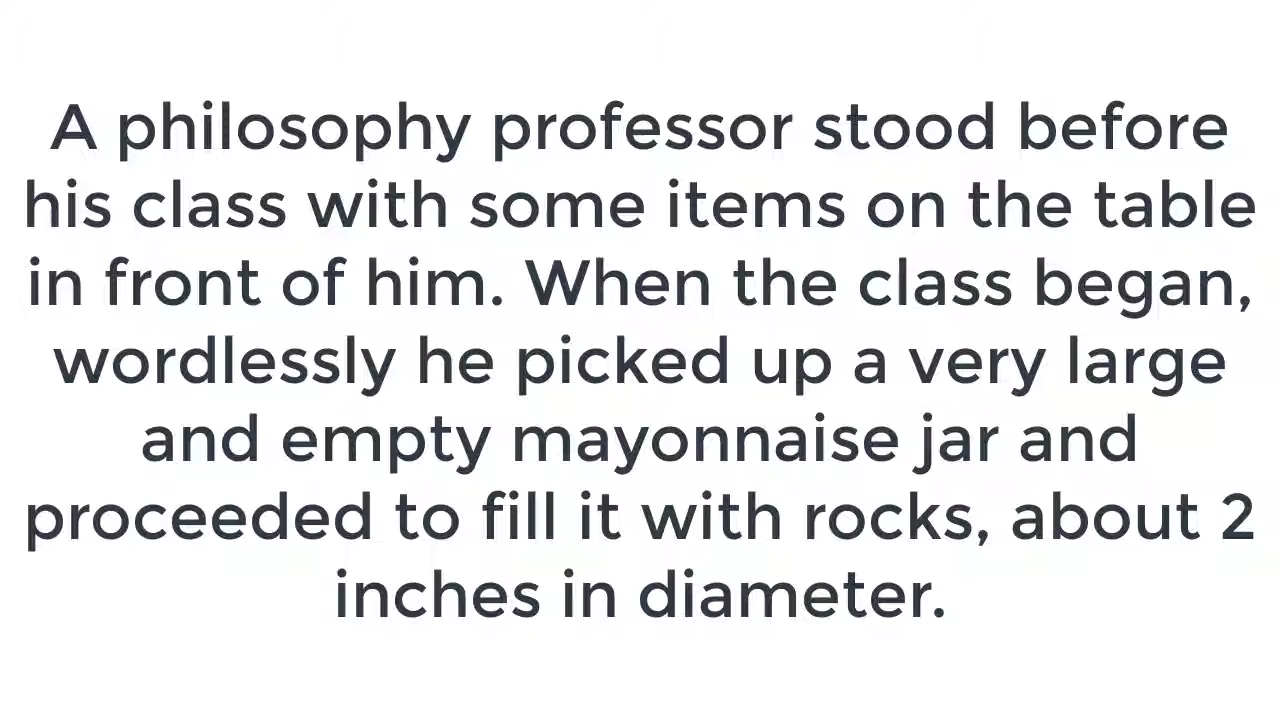 A philosophy professor stood before
his class with some items on the table
in front of him. When the class began,
wordlessly he picked up a very large
and empty mayonnaise jar and
proceeded to fill it with rocks, about 2
inches in diameter.